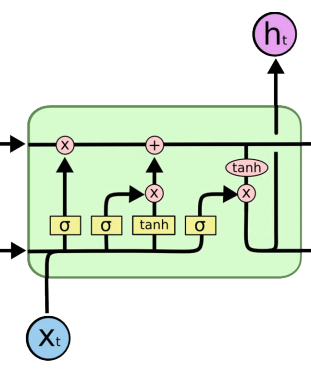 ht
x +
tanh
x x
σ σ tanh σ
Xt